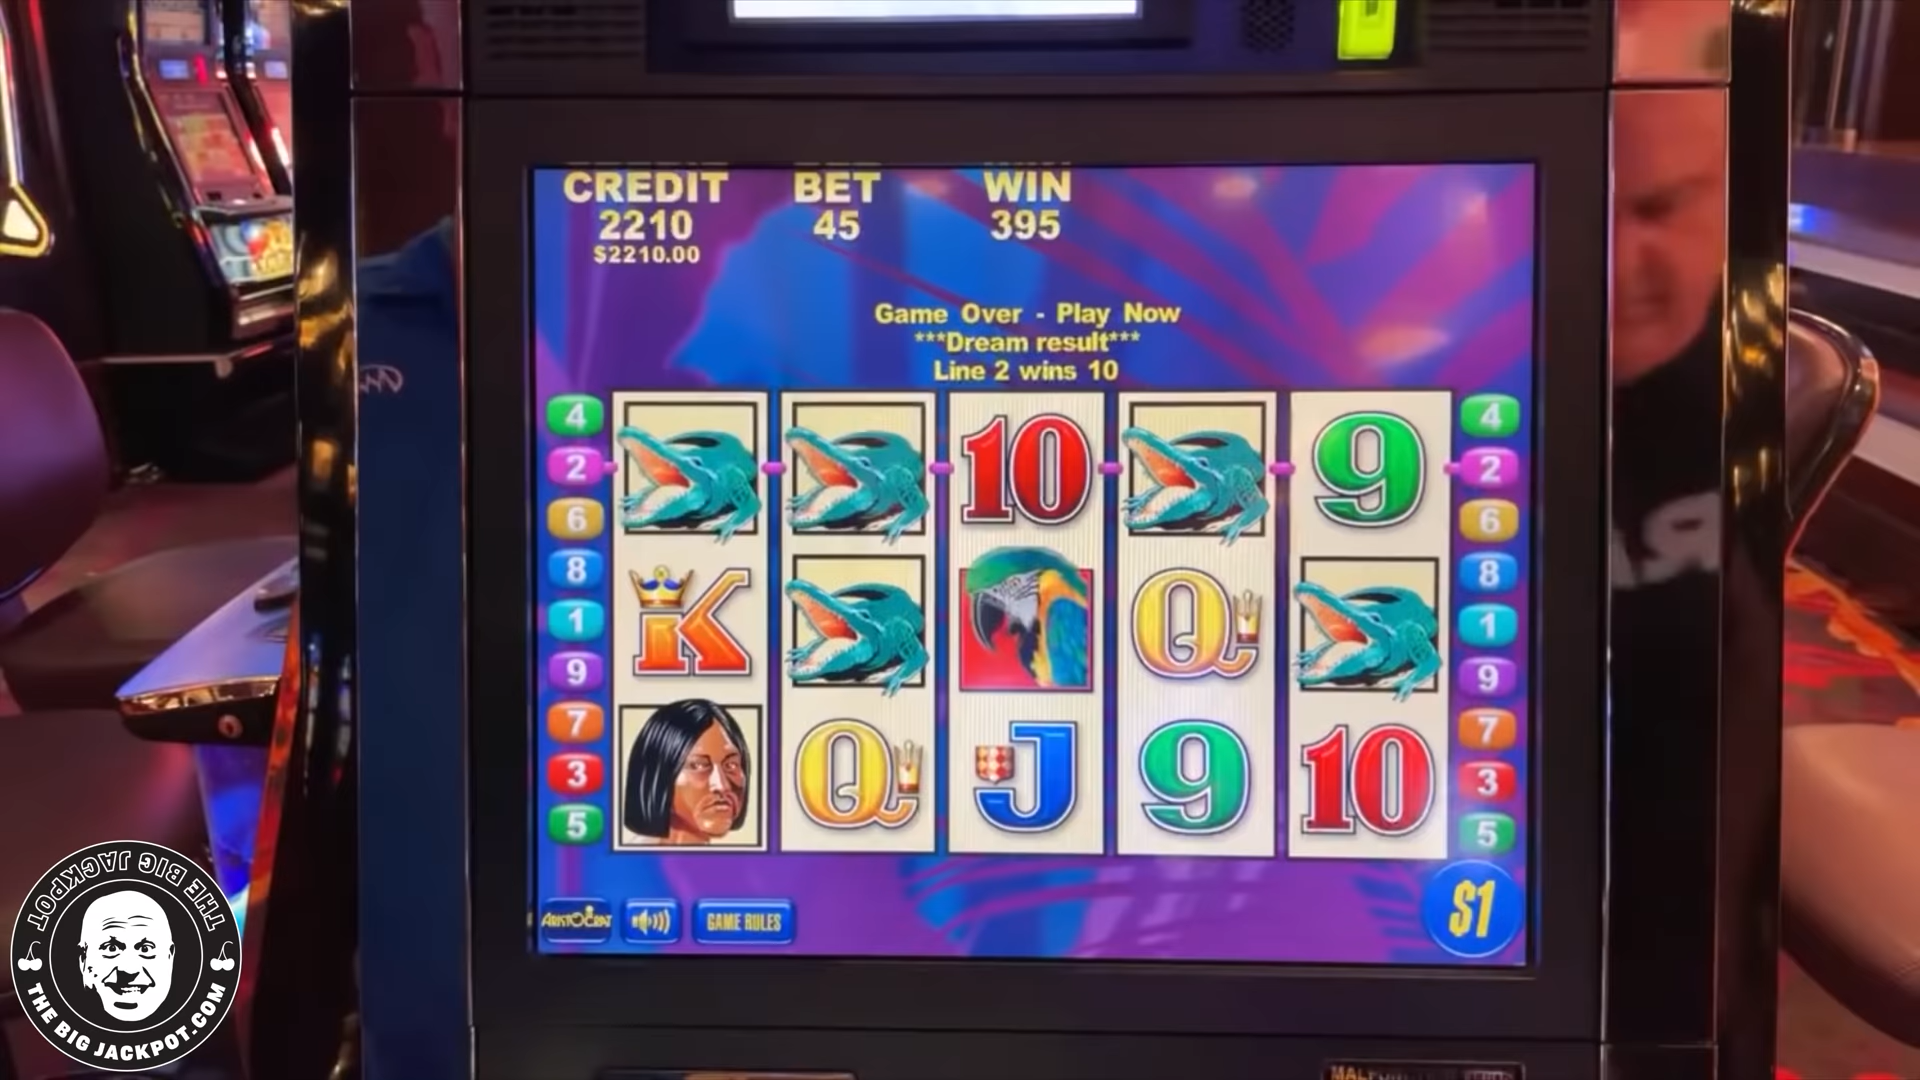 CREDIT BET WIN
2210 45 395
$2210.00
Game Over - Play Now
***Dream result***
Line 2 wins 10
4 10 9 4
2 2
6 6
8 K Q 8
1 1
9 9
7 Q J 9 10 7
3 3
5 5
ARISTOCRAT GAME RULES $1
THE BIG JACKPOT
THE BIG JACKPOT.COM